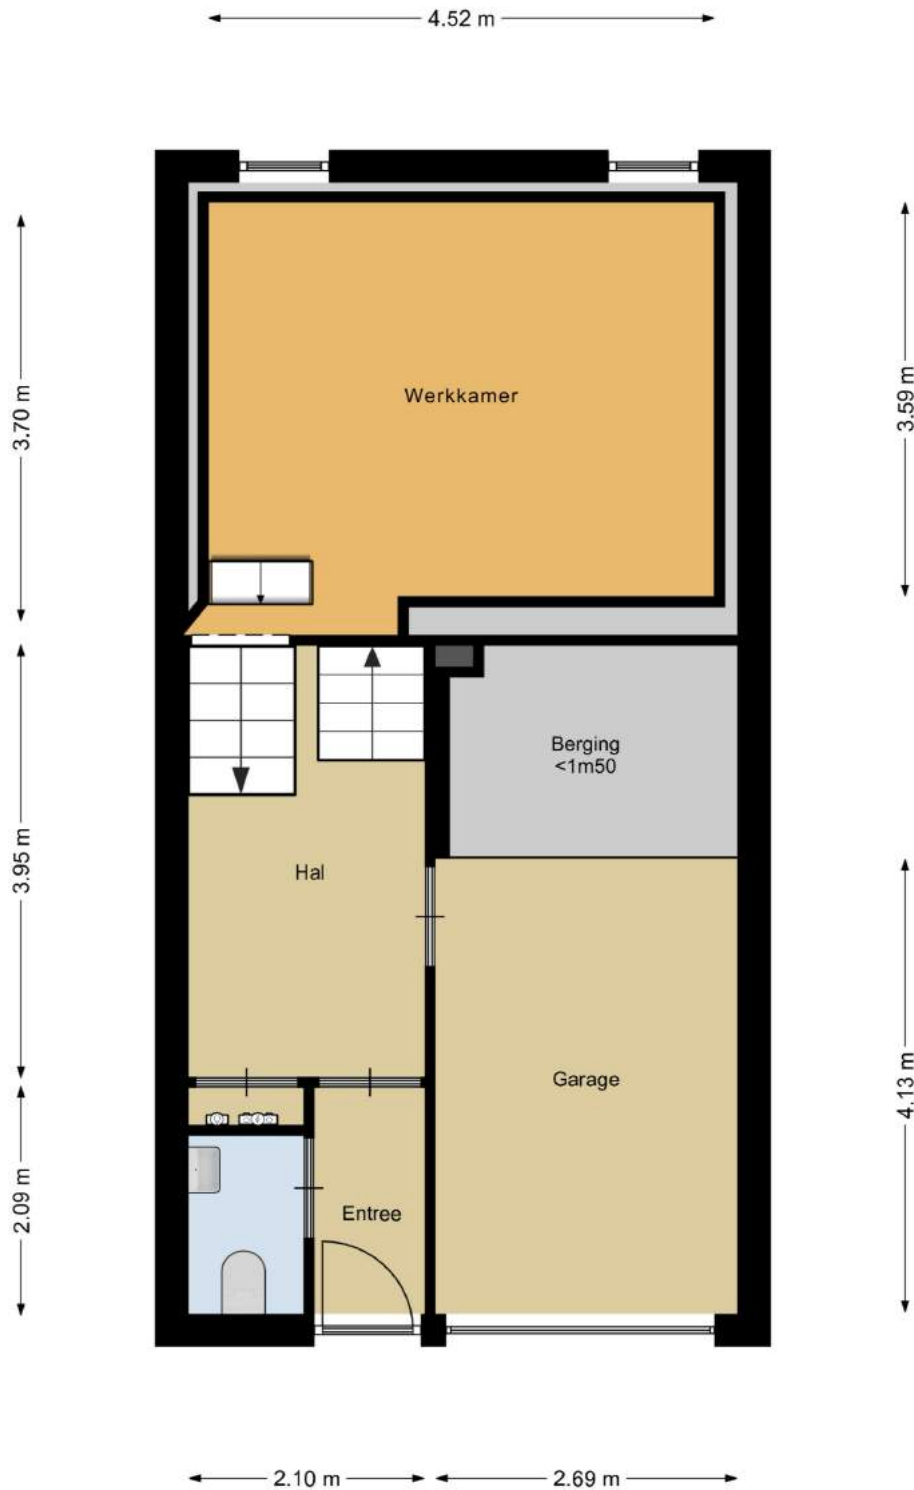 4.52 m
3.70 m
3.59 m
Werkkamer
Berging
<1m50
3.95 m
Hal
Garage
4.13 m
2.09 m
Entree
2.10 m
2.69 m